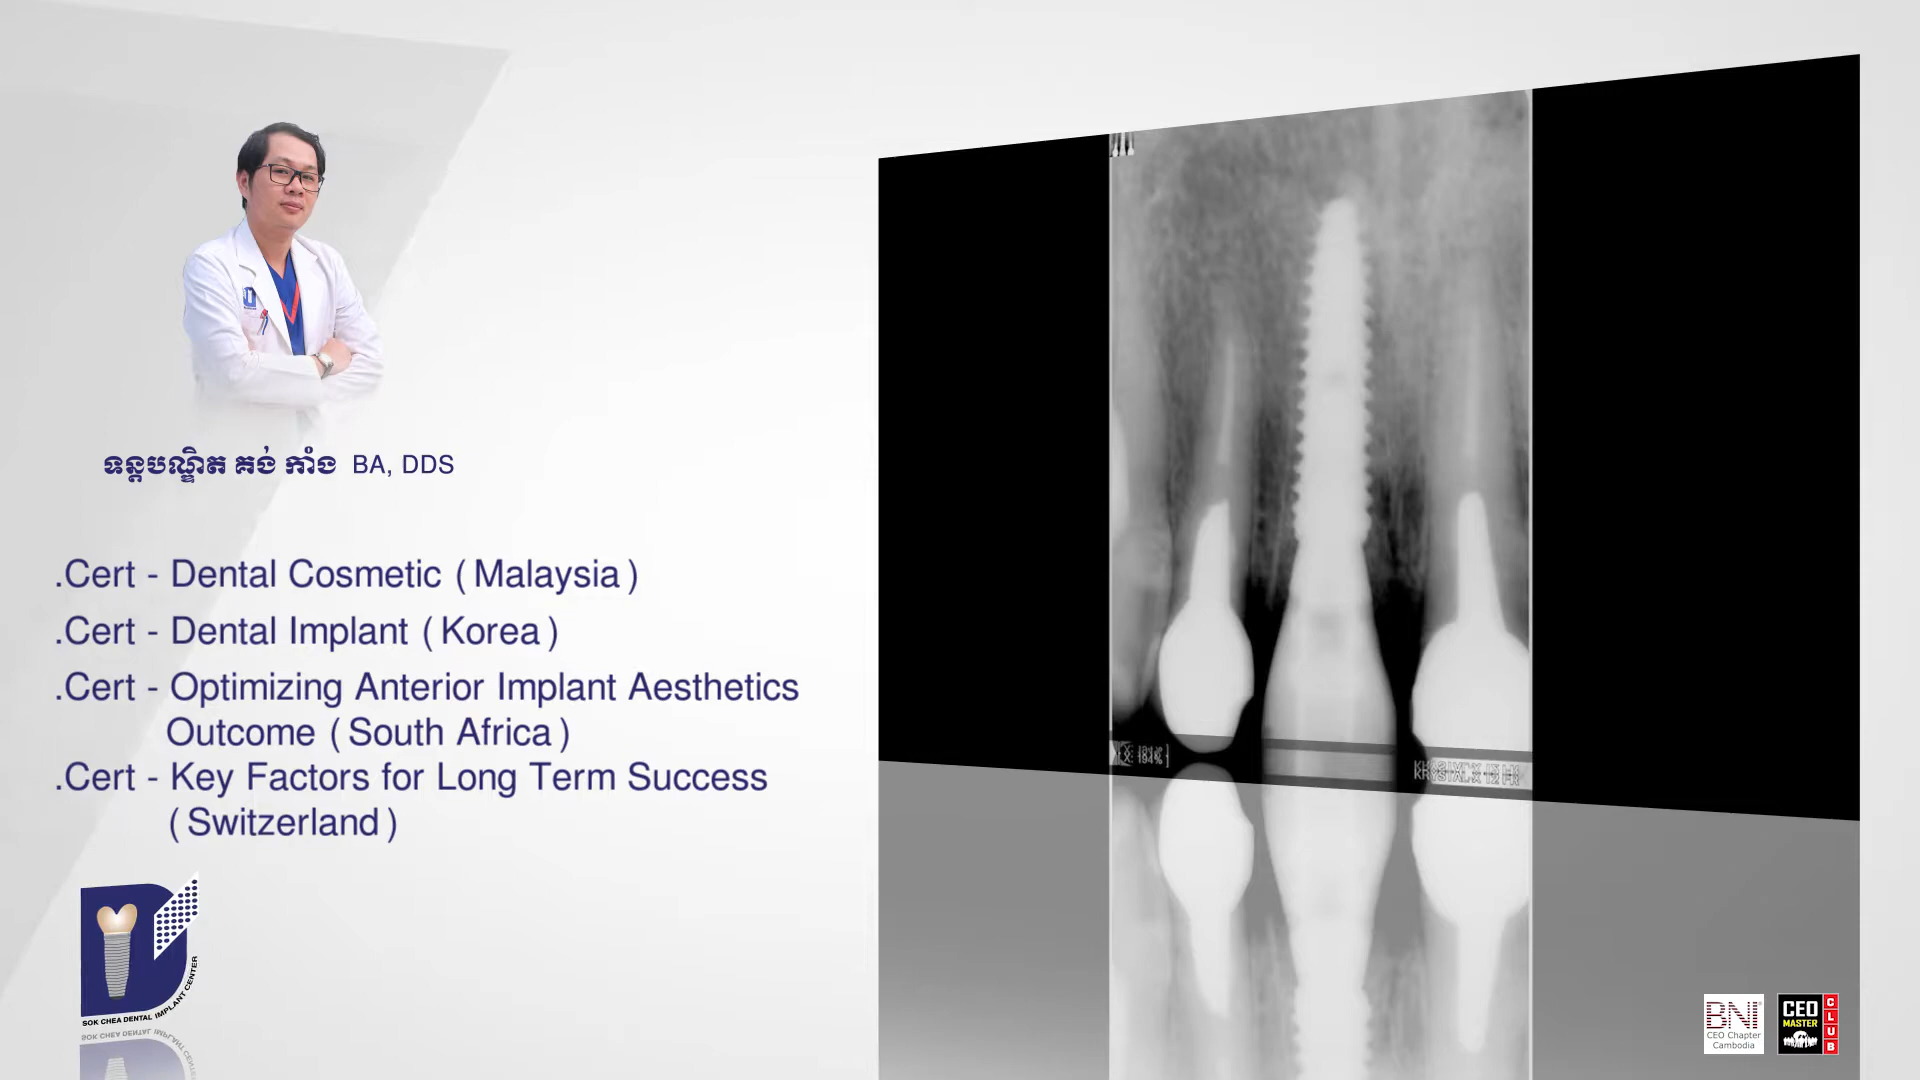 ទន្តបណ្ឌិត គង់ កាំង BA, DDS
.Cert - Dental Cosmetic (Malaysia)
.Cert - Dental Implant (Korea)
.Cert - Optimizing Anterior Implant Aesthetics
Outcome (South Africa)
.Cert - Key Factors for Long Term Success
(Switzerland)
SOK CHEA DENTAL IMPLANT CENTER
BNI
CEO Chapter
Cambodia
CEO
MASTER
CLUB